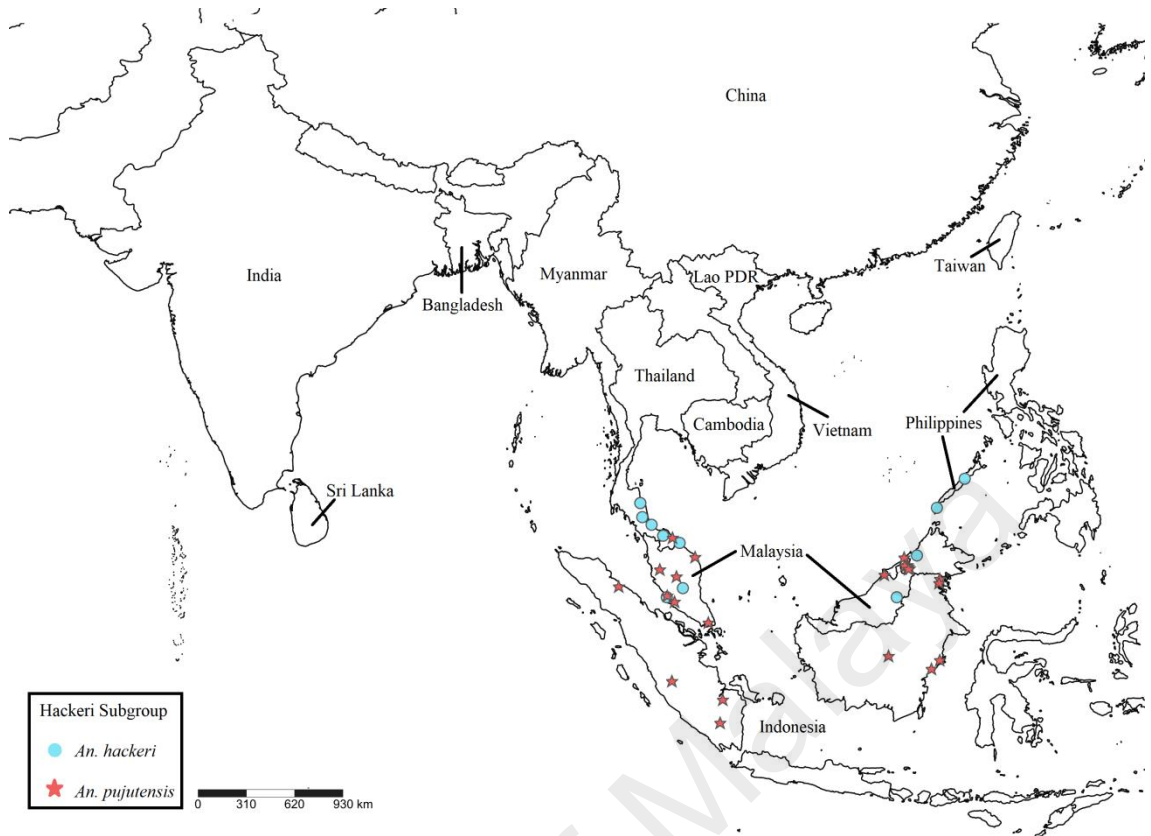 China
India
Bangladesh
Myanmar
Lao PDR
Taiwan
Thailand
Cambodia
Vietnam
Philippines
Sri Lanka
Malaysia
Indonesia
Hackeri Subgroup
An. hackeri
An. pujutensis
0 310 620 930 km
Malaya